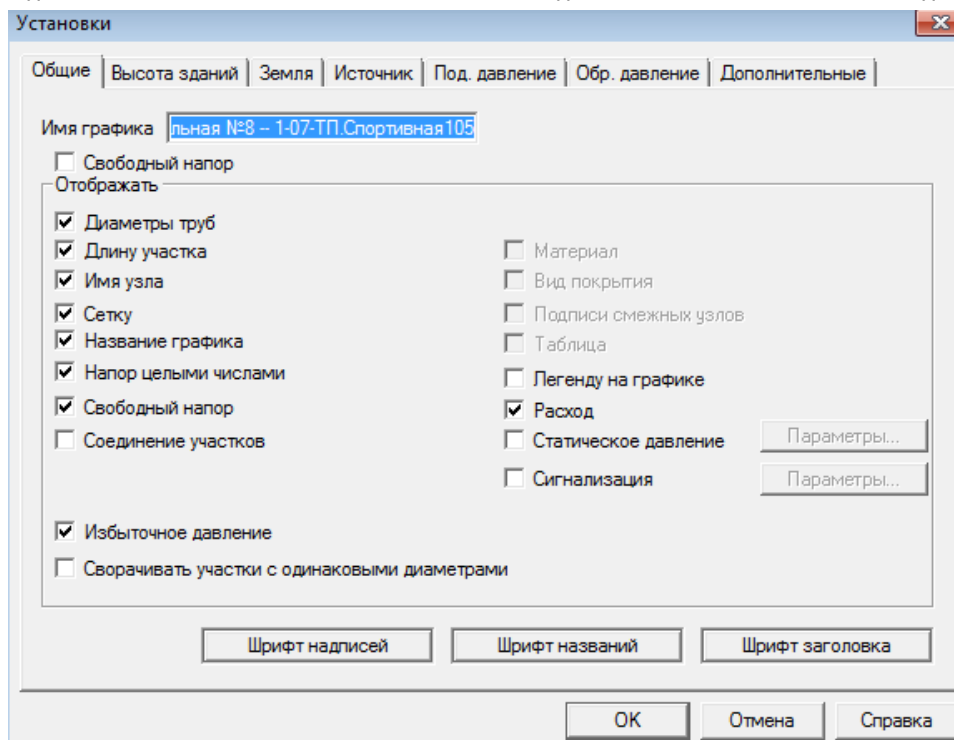 Установки
Общие Высота зданий Земля Источник Под. давление Обр. давление Дополнительные
Имя графика льная №8 -- 1-07-ТП.Спортивная105
Свободный напор
Отображать
Диаметры труб
Длину участка
Материал
Имя узла
Вид покрытия
Сетку
Подписи смежных узлов
Название графика
Таблица
Напор целыми числами
Легенду на графике
Свободный напор
Расход
Соединение участков
Статическое давление Параметры...
Сигнализация Параметры...
Избыточное давление
Сворачивать участки с одинаковыми диаметрами
Шрифт надписей Шрифт названий Шрифт заголовка
OK Отмена Справка